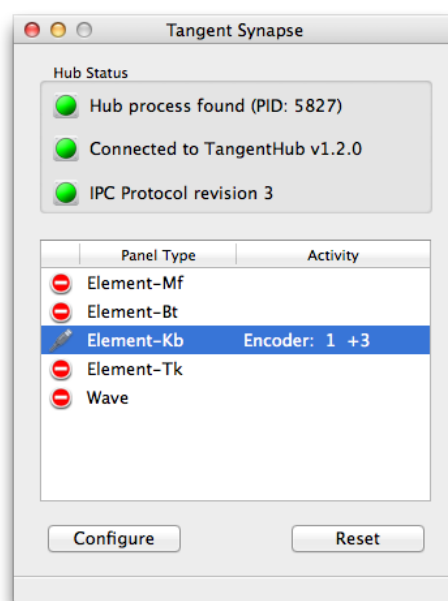 Tangent Synapse
Hub Status
Hub process found (PID: 5827)
Connected to TangentHub v1.2.0
IPC Protocol revision 3
Panel Type Activity
Element-Mf
Element-Bt
Element-Kb Encoder: 1 +3
Element-Tk
Wave
Configure Reset